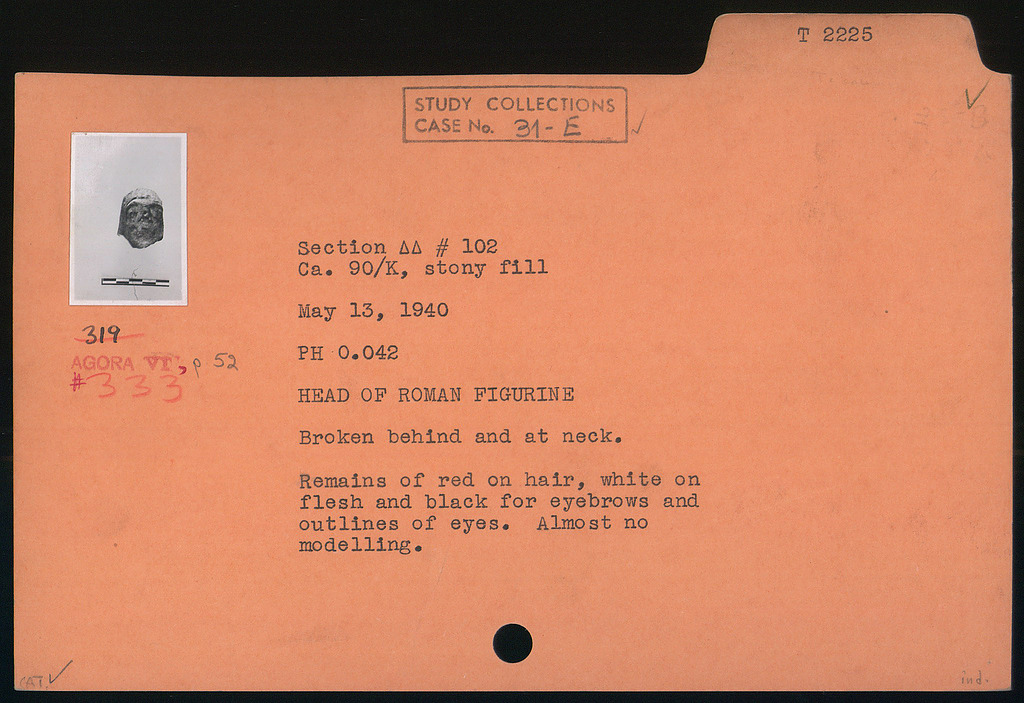 T 2225
STUDY COLLECTIONS
CASE No. 31-E
Section ΔΔ # 102
Ca. 90/K, stony fill
May 13, 1940
319
PH 0.042
AGORA VI, p 52
#333
HEAD OF ROMAN FIGURINE
Broken behind and at neck.
Remains of red on hair, white on
flesh and black for eyebrows and
outlines of eyes. Almost no
modelling.
CAT.
ind.